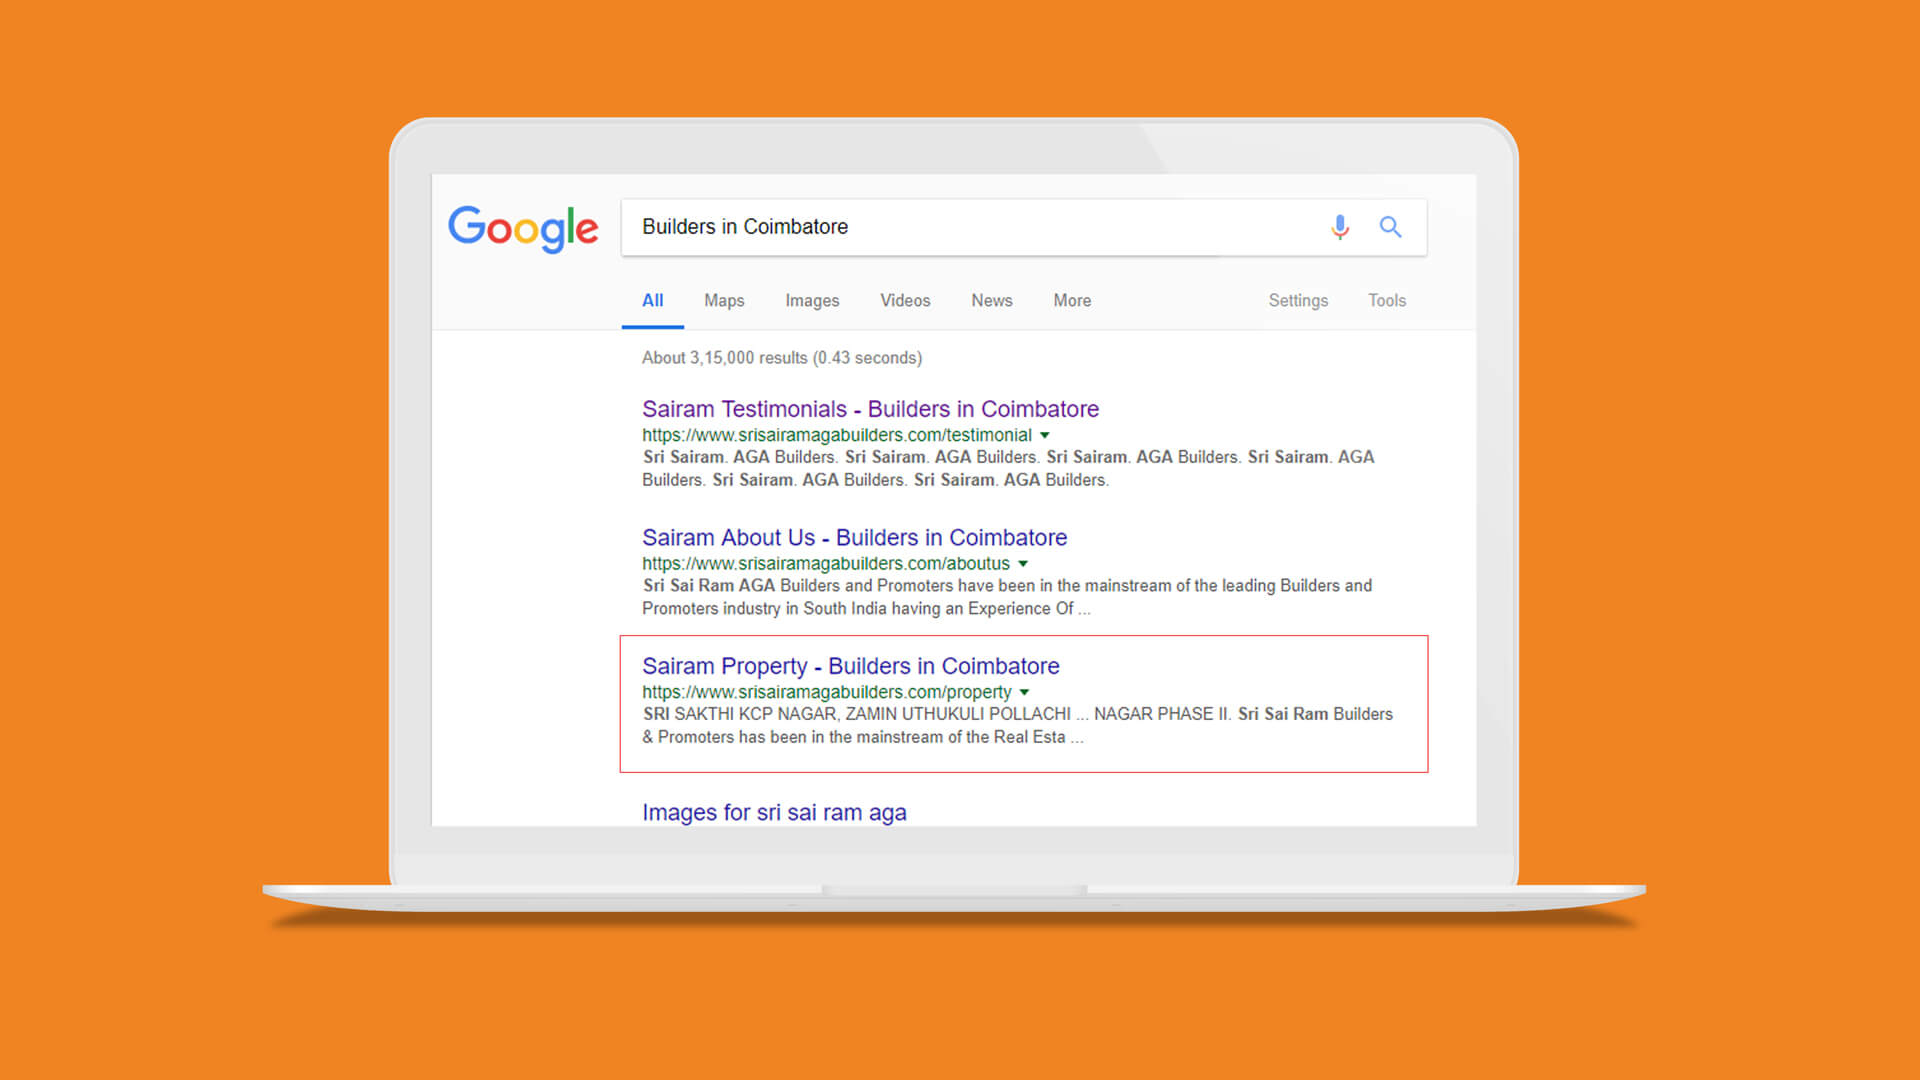 Google
Builders in Coimbatore
All Maps Images Videos News More Settings Tools
About 3,15,000 results (0.43 seconds)
Sairam Testimonials - Builders in Coimbatore
https://www.srisairamagabuilders.com/testimonial
Sri Sairam. AGA Builders. Sri Sairam. AGA Builders. Sri Sairam. AGA Builders. Sri Sairam. AGA
Builders. Sri Sairam. AGA Builders. Sri Sairam. AGA Builders.
Sairam About Us - Builders in Coimbatore
https://www.srisairamagabuilders.com/aboutus
Sri Sai Ram AGA Builders and Promoters have been in the mainstream of the leading Builders and
Promoters industry in South India having an Experience Of ...
Sairam Property - Builders in Coimbatore
https://www.srisairamagabuilders.com/property
SRI SAKTHI KCP NAGAR, ZAMIN UTHUKULI POLLACHI ... NAGAR PHASE II. Sri Sai Ram Builders
& Promoters has been in the mainstream of the Real Esta ...
Images for sri sai ram aga